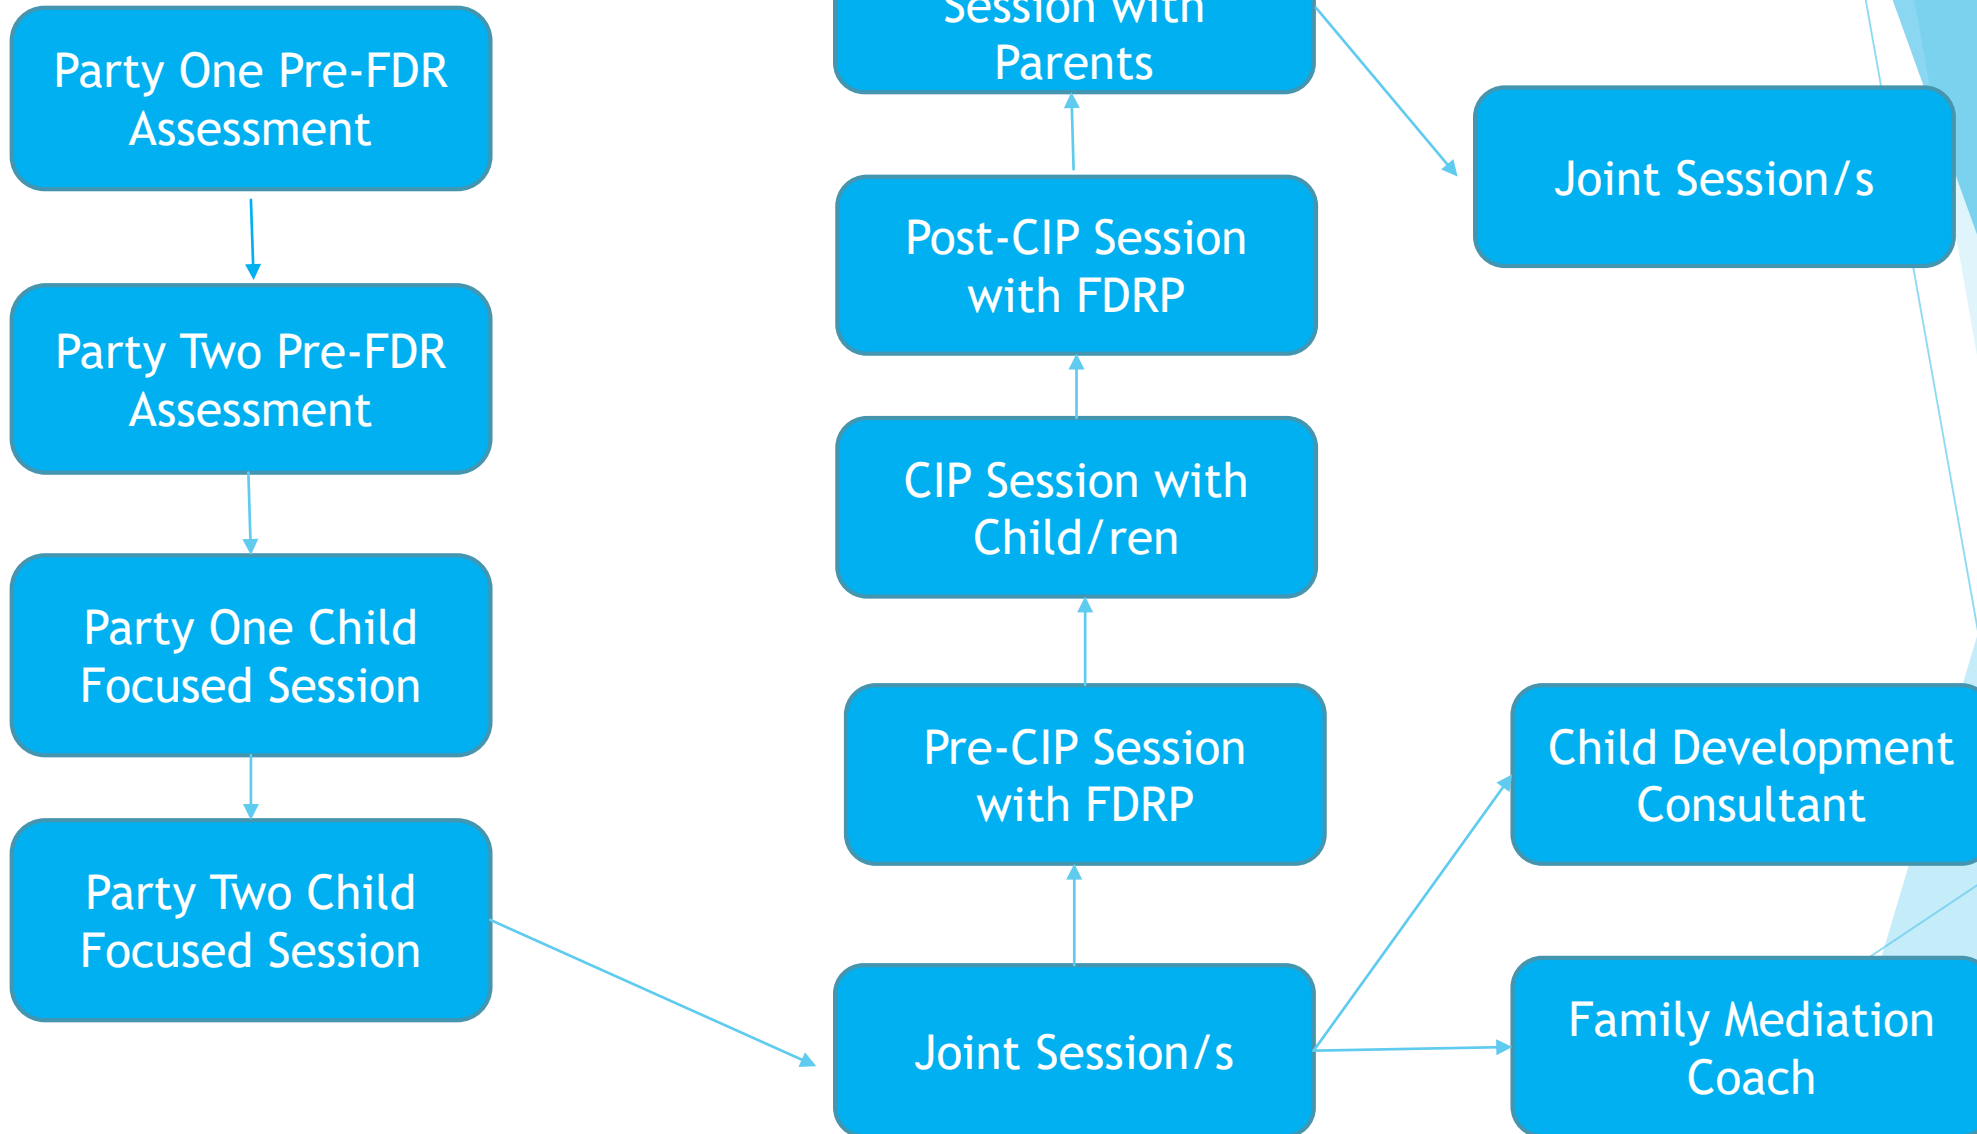 Party One Pre-FDR
Assessment
Party Two Pre-FDR
Assessment
Party One Child
Focused Session
Party Two Child
Focused Session
Session with
Parents
Post-CIP Session
with FDRP
CIP Session with
Child/ren
Pre-CIP Session
with FDRP
Joint Session/s
Joint Session/s
Child Development
Consultant
Family Mediation
Coach